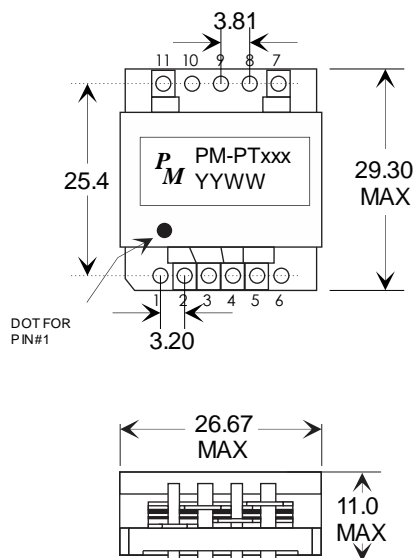 3.81
11 10 9 8 7
25.4
PM PM-PTxxx
YYWW
29.30
MAX
1 2 3 4 5 6
DOT FOR
PIN#1
3.20
26.67
MAX
11.0
MAX